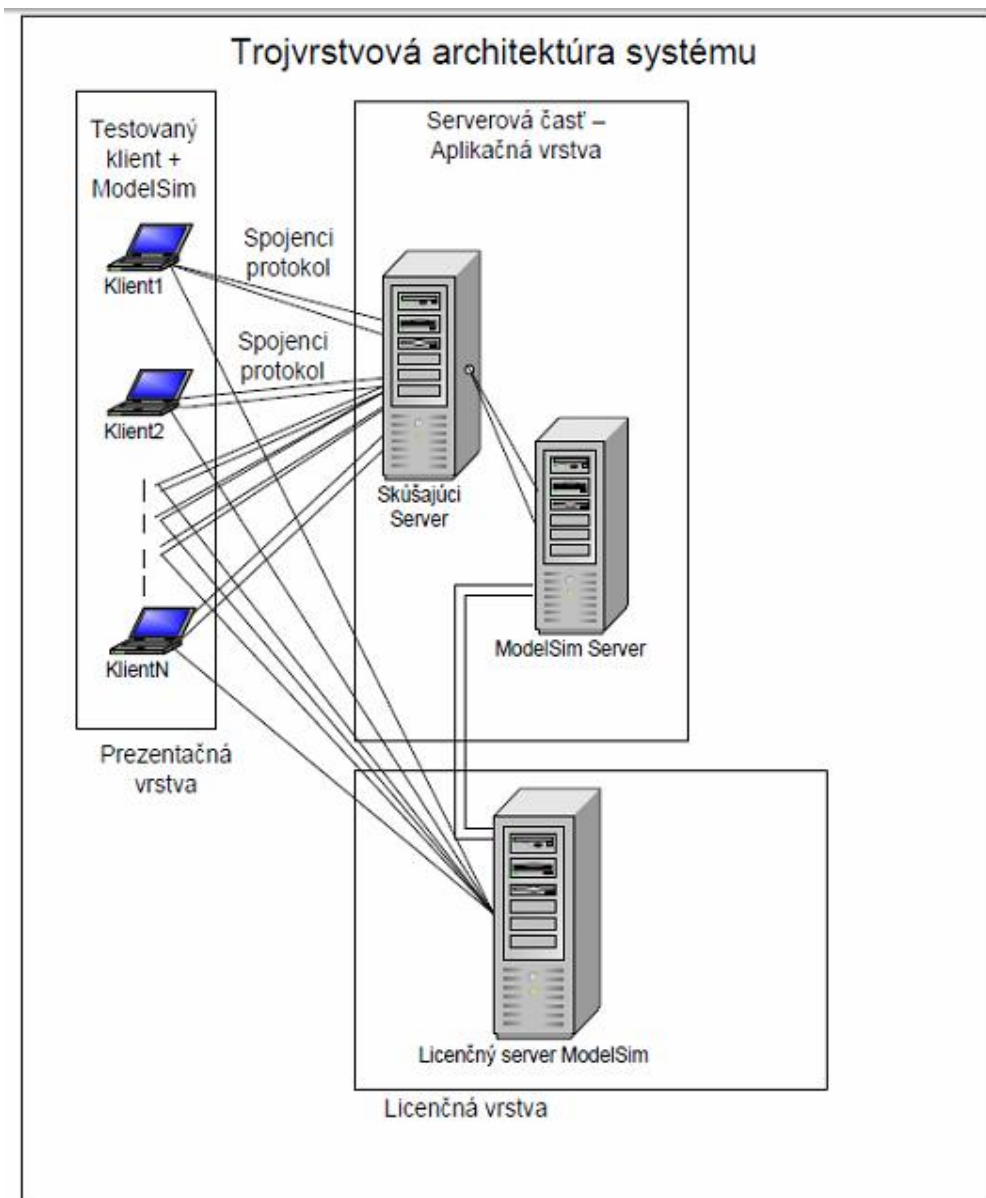 Trojvrstvová architektúra systému
Testovaný
klient +
ModelSim
Klient1
Klient2
KlientN
Prezentačná
vrstva
Spojenci
protokol
Spojenci
protokol
Serverová časť –
Aplikačná vrstva
Skúšajúci
Server
ModelSim Server
Licenčný server ModelSim
Licenčná vrstva